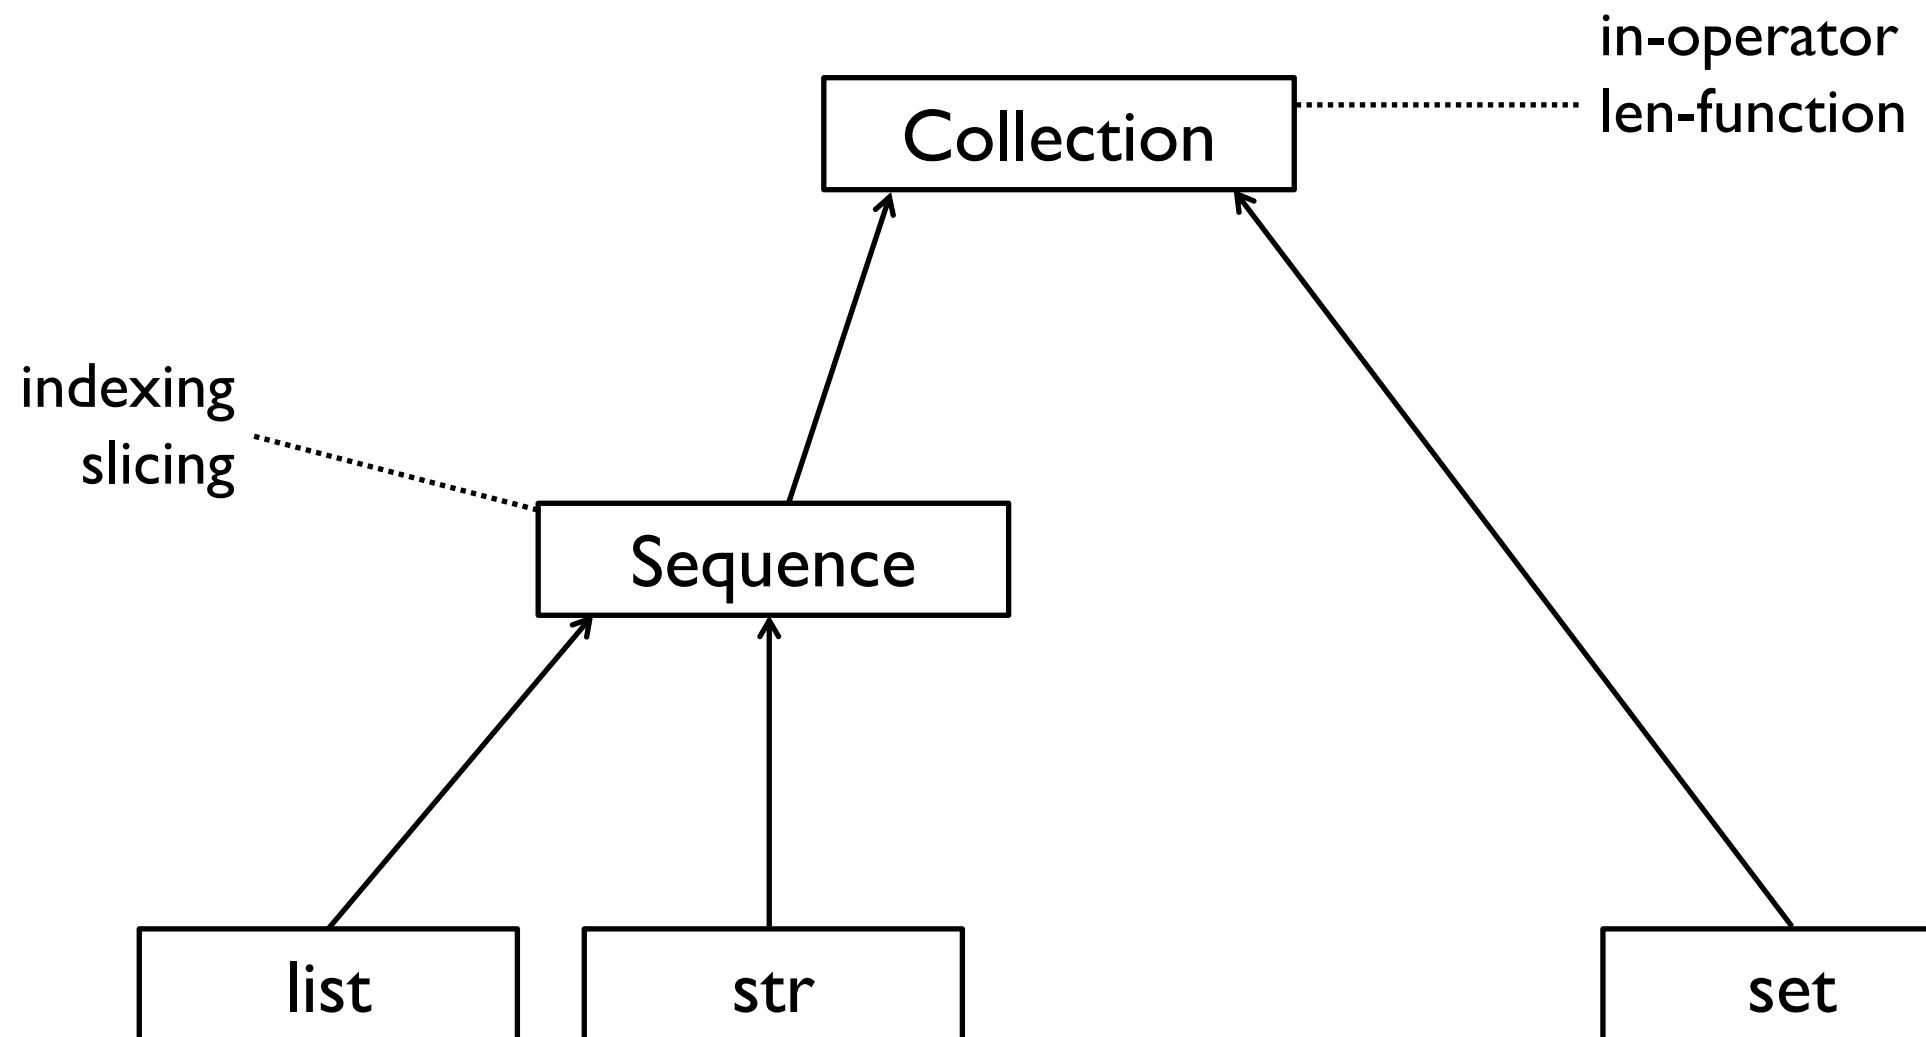 in-operator
len-function
Collection
indexing
slicing
Sequence
list
str
set